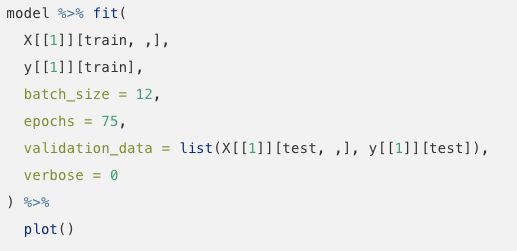 model %>% fit(
  X[[1]][train, ,],
  y[[1]][train],
  batch_size = 12,
  epochs = 75,
  validation_data = list(X[[1]][test, ,], y[[1]][test]),
  verbose = 0
) %>%
  plot()